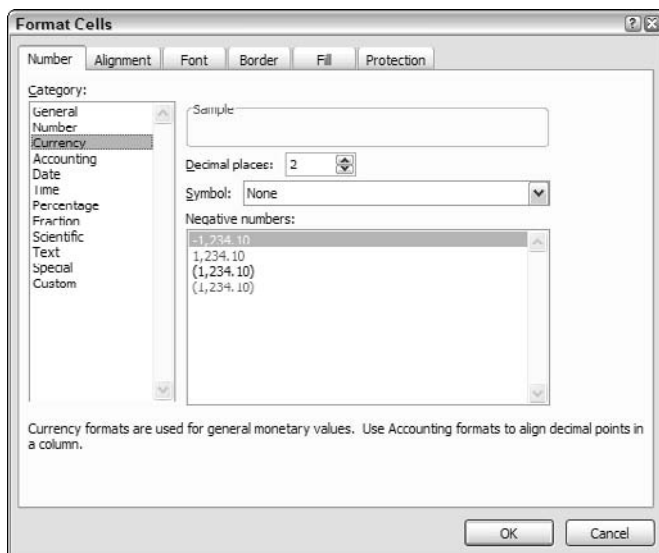 Format Cells
Number Alignment Font Border Fill Protection
Category:
General
Number
Currency
Accounting
Date
Time
Percentage
Fraction
Scientific
Text
Special
Custom
Sample
Decimal places: 2
Symbol: None
Negative numbers:
-1,234.10
1,234.10
(1,234.10)
(1,234.10)
Currency formats are used for general monetary values. Use Accounting formats to align decimal points in
a column.
OK Cancel